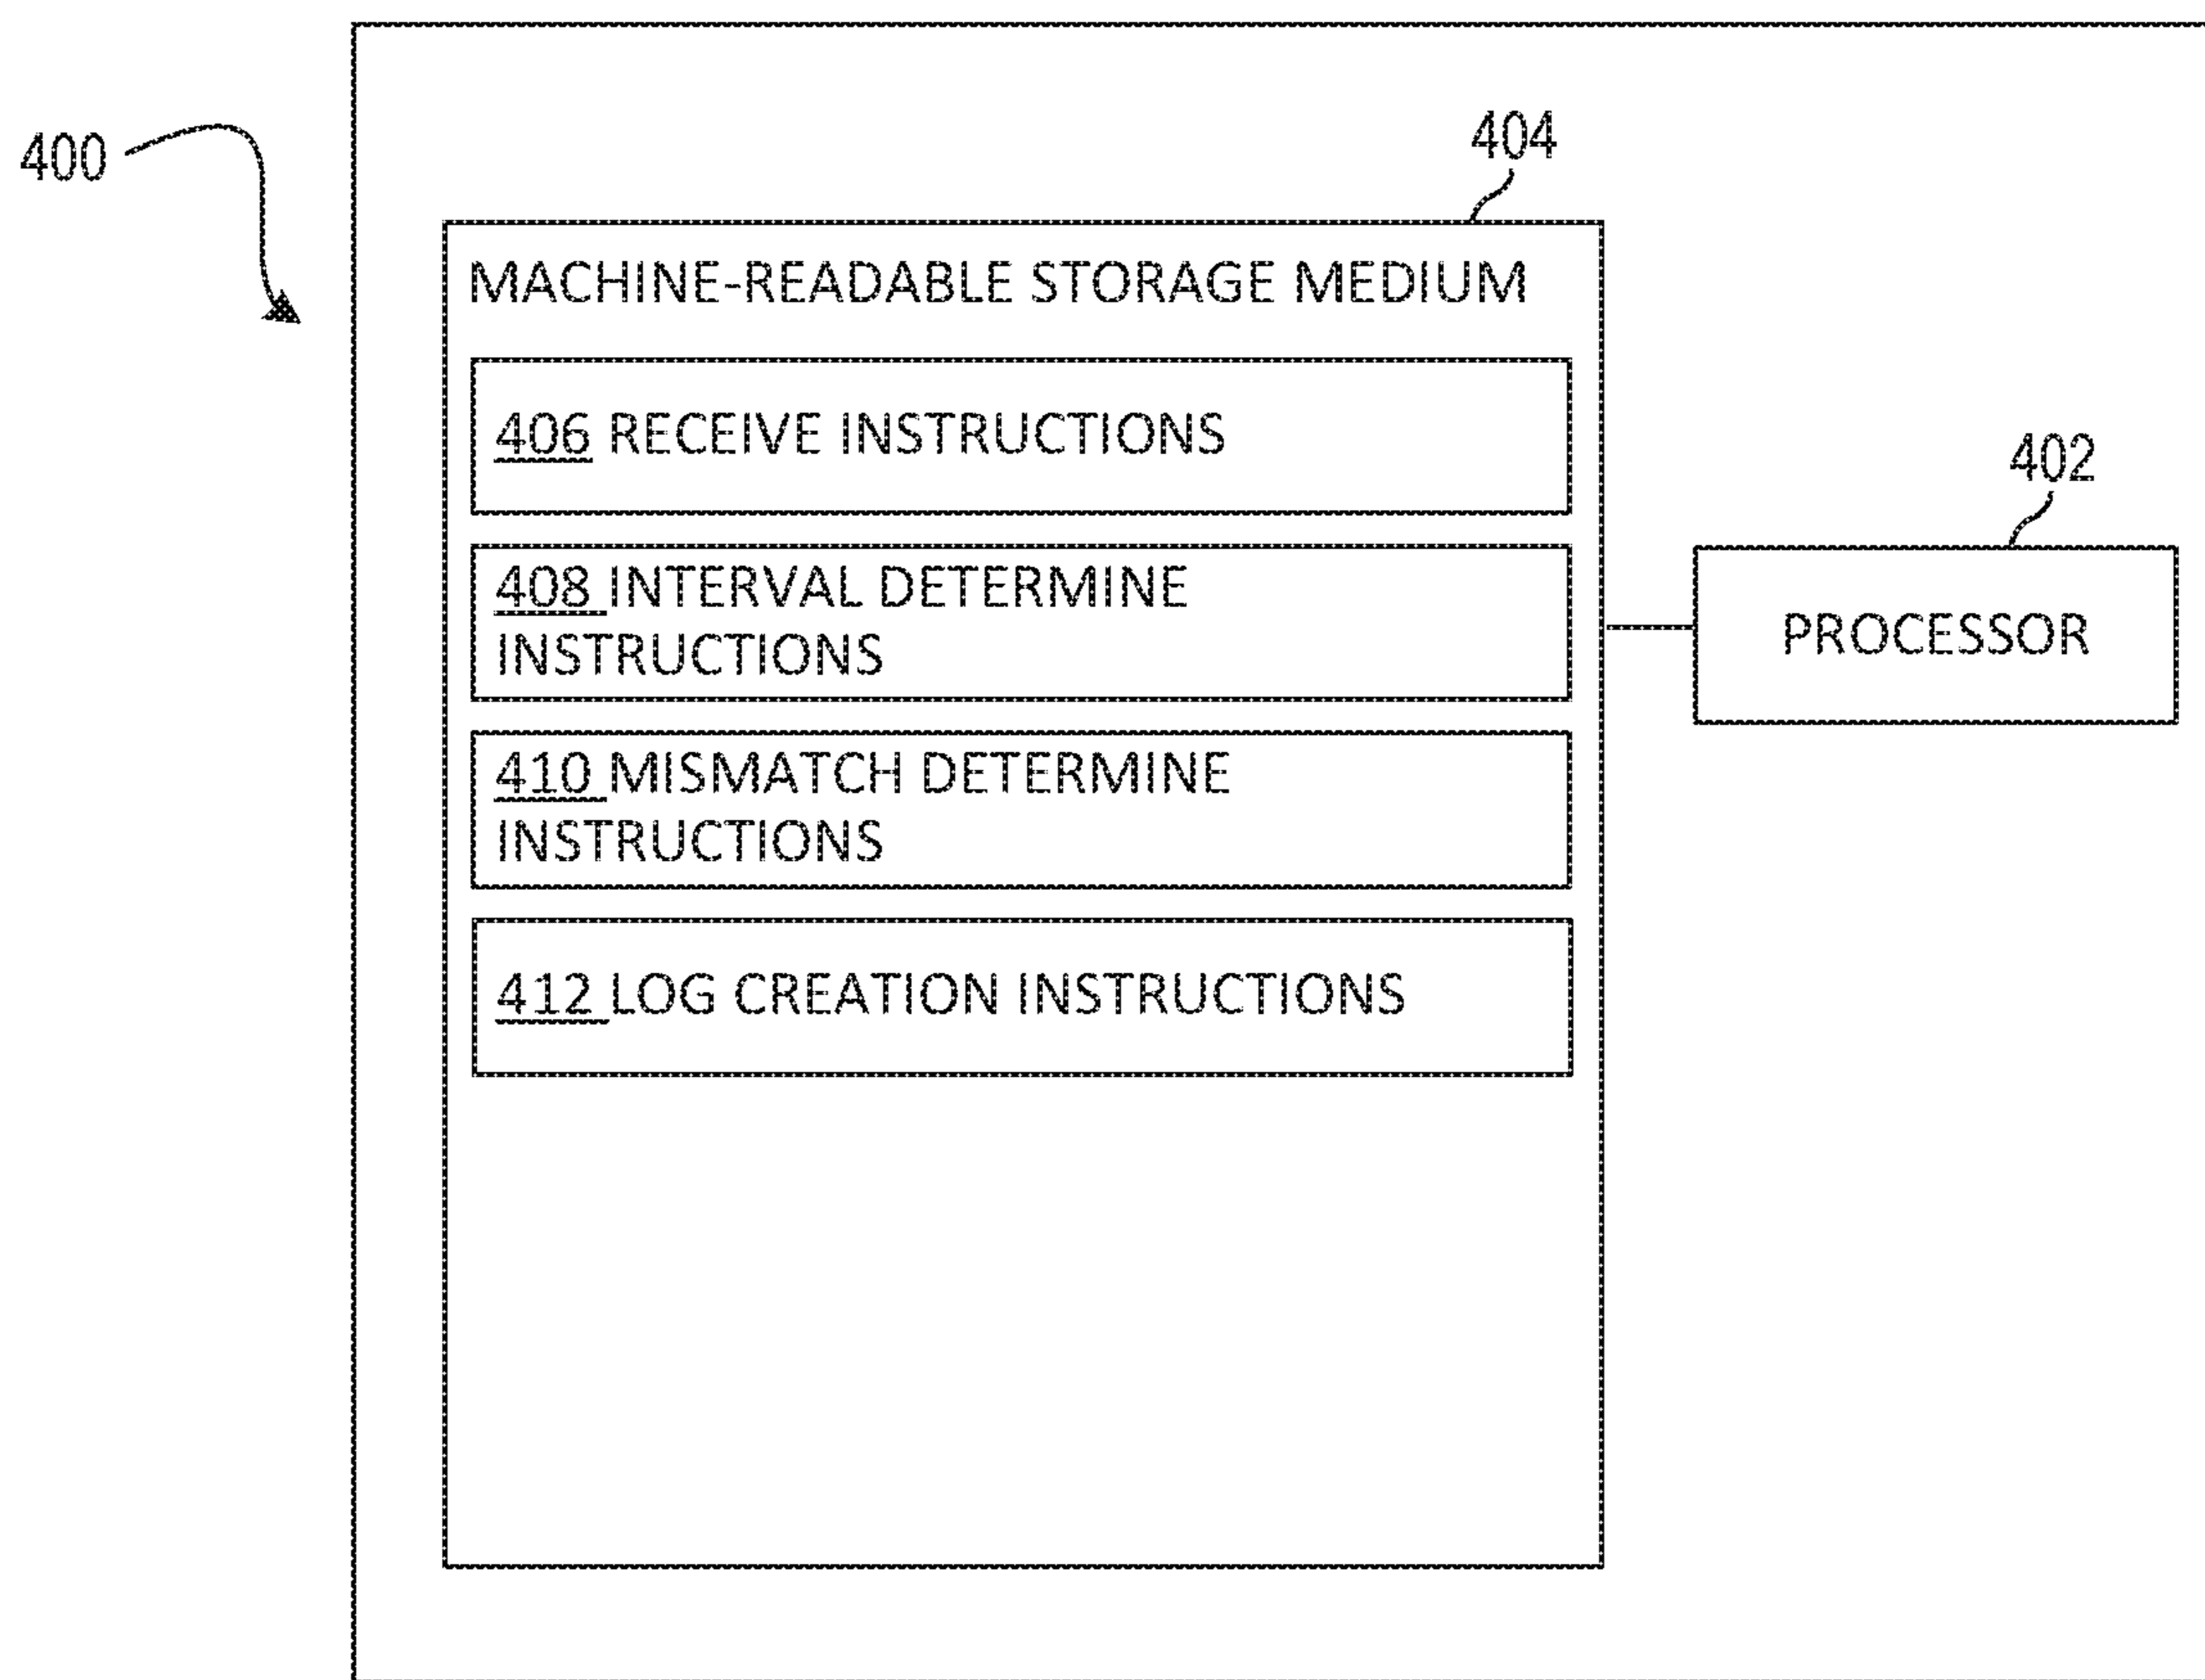 400
404
MACHINE-READABLE STORAGE MEDIUM
406 RECEIVE INSTRUCTIONS
402
408 INTERVAL DETERMINE
INSTRUCTIONS
PROCESSOR
410 MISMATCH DETERMINE
INSTRUCTIONS
412 LOG CREATION INSTRUCTIONS